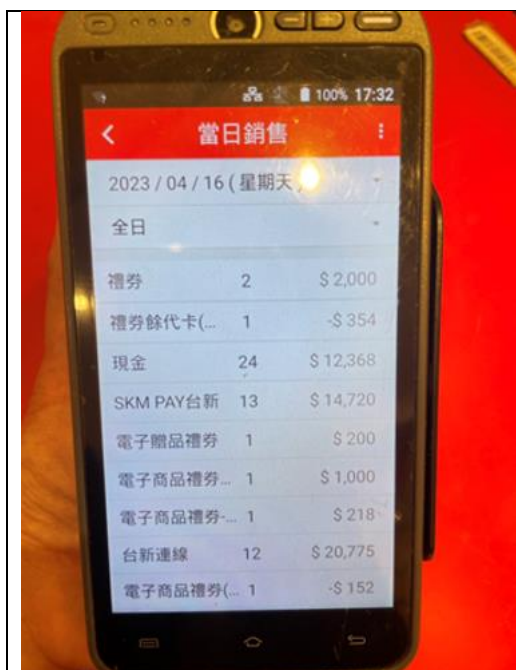 100% 17:32
當日銷售
2023 / 04 / 16 ( 星期天 )
全日
禮券 2 $ 2,000
禮券餘代卡(... 1 -$ 354
現金 24 $ 12,368
SKM PAY台新 13 $ 14,720
電子贈品禮券 1 $ 200
電子商品禮券... 1 $ 1,000
電子商品禮券-... 1 $ 218
台新連線 12 $ 20,775
電子商品禮券(... 1 -$ 152